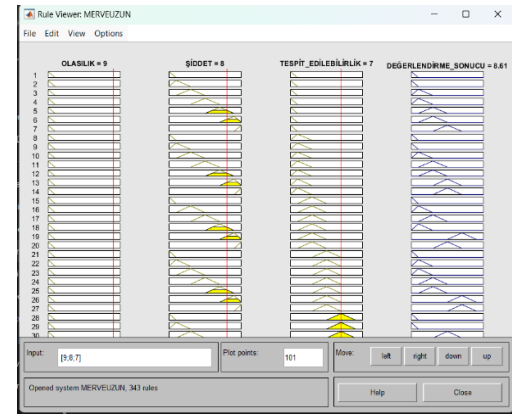 Rule Viewer: MERVEUZUN
File Edit View Options
OLASILIK = 9
ŞİDDET = 8
TESPİT_EDİLEBİLİRLİK = 7
DEĞERLENDİRME_SONUCU = 8.61
1
2
3
4
5
6
7
8
9
10
11
12
13
14
15
16
17
18
19
20
21
22
23
24
25
26
27
28
29
30
Input: [9;8;7]
Plot points: 101
Move: left right down up
Opened system MERVEUZUN, 343 rules
Help Close